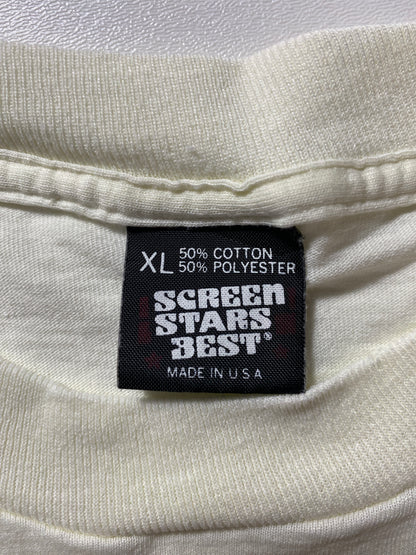 XL 50% COTTON
50% POLYESTER
SCREEN
STARS
BEST®
MADE IN U.S.A